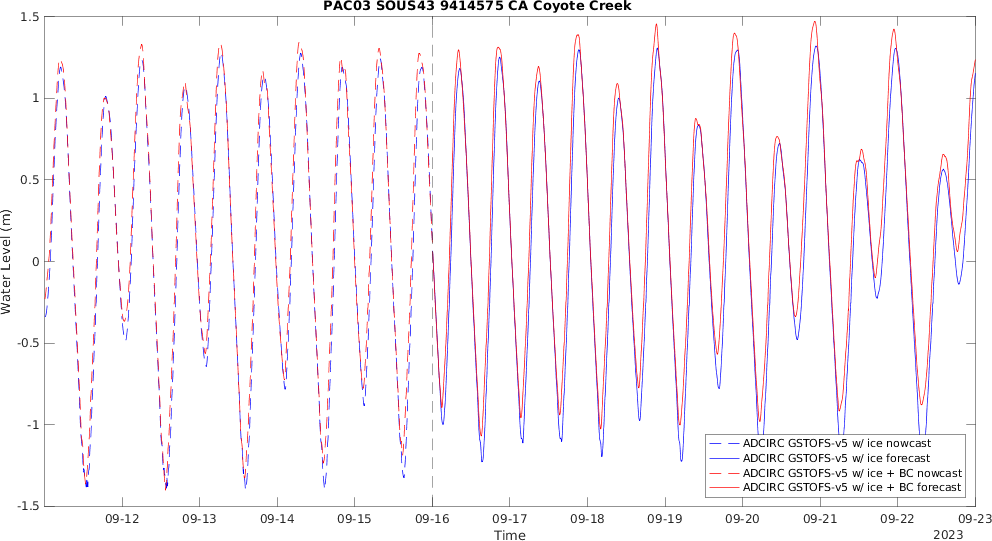 PAC03 SOUS43 9414575 CA Coyote Creek
1.5
1
0.5
0
-0.5
-1
-1.5
Water Level (m)
09-12 09-13 09-14 09-15 09-16 09-17 09-18 09-19 09-20 09-21 09-22 09-23
2023
Time
ADCIRC GSTOFS-v5 w/ ice nowcast
ADCIRC GSTOFS-v5 w/ ice forecast
ADCIRC GSTOFS-v5 w/ ice + BC nowcast
ADCIRC GSTOFS-v5 w/ ice + BC forecast